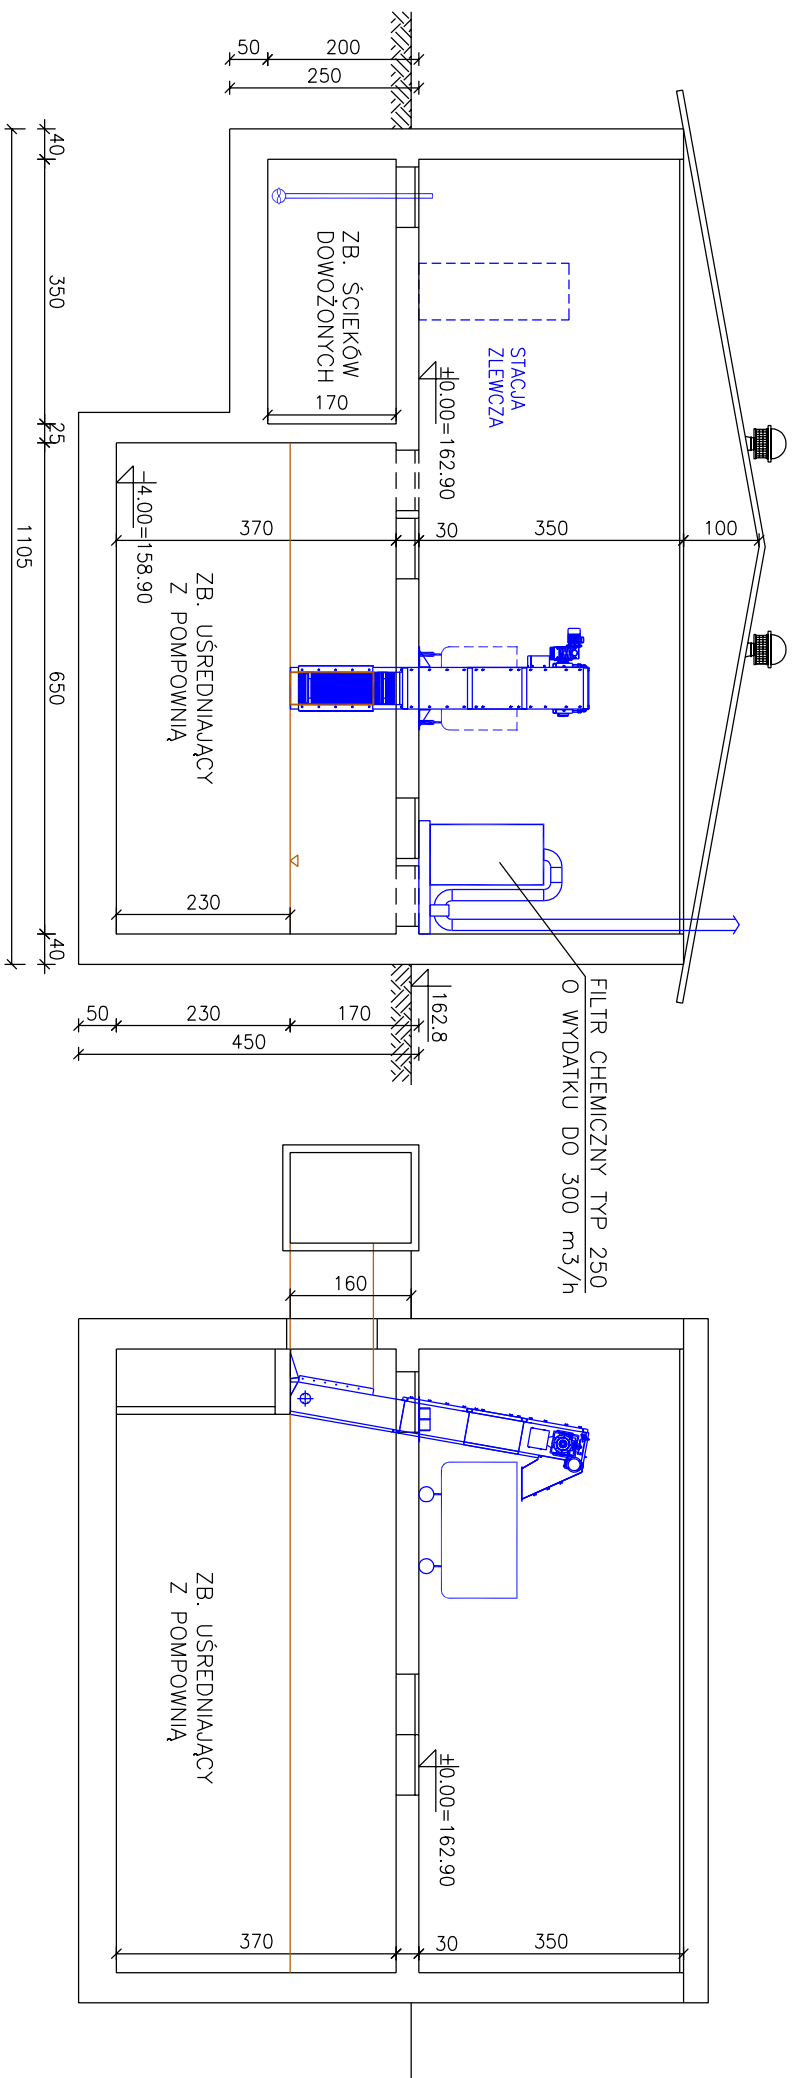 50
200
250
40
350
25
650
40
1105
ZB. ŚCIEKÓW
DOWOŻONYCH
170
STACJA
ZLEWCZA
±0.00=162.90
-4.00=158.90
370
30
350
100
ZB. UŚREDNIAJĄCY
Z POMPOWNIĄ
230
FILTR CHEMICZNY TYP 250
O WYDATKU DO 300 m3/h
162.8
50
230
170
450
160
ZB. UŚREDNIAJĄCY
Z POMPOWNIĄ
±0.00=162.90
370
30
350